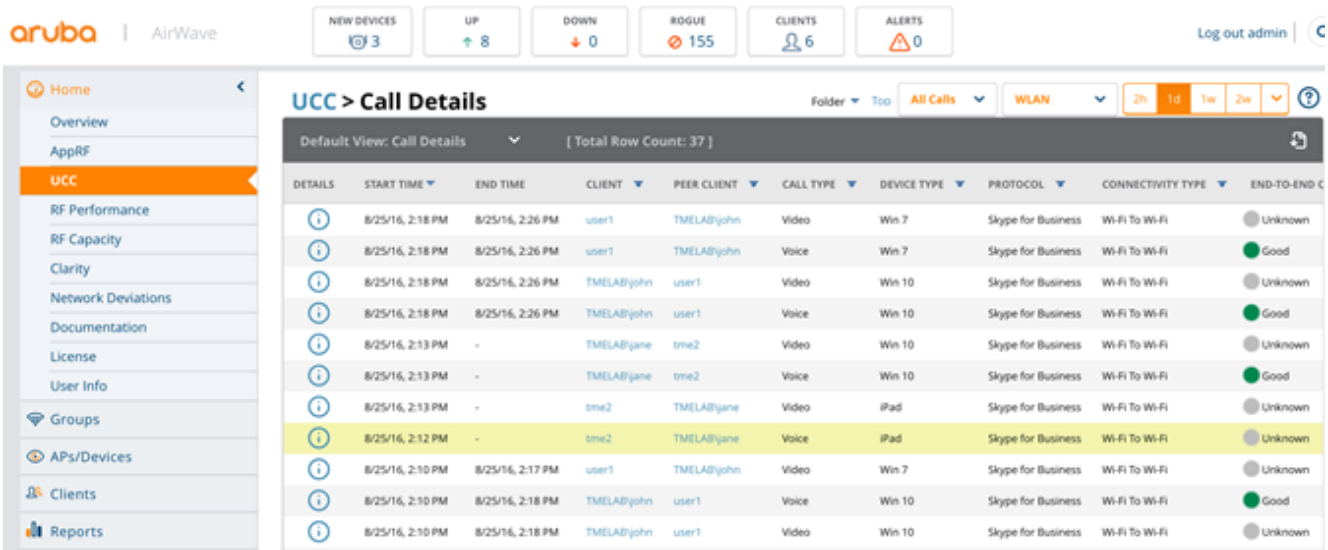 aruba | AirWave
NEW DEVICES 3
UP 8
DOWN 0
ROGUE 155
CLIENTS 6
ALERTS 0
Log out admin
Home
Overview
AppRF
UCC
RF Performance
RF Capacity
Clarity
Network Deviations
Documentation
License
User Info
Groups
APs/Devices
Clients
Reports
UCC > Call Details
Folder Top All Calls WLAN 2h 1d 1w 2w
Default View: Call Details [ Total Row Count: 37 ]
DETAILS START TIME END TIME CLIENT PEER CLIENT CALL TYPE DEVICE TYPE PROTOCOL CONNECTIVITY TYPE END-TO-END C
8/25/16, 2:18 PM 8/25/16, 2:26 PM user1 TMELAB\john Video Win 7 Skype for Business Wi-Fi To Wi-Fi Unknown
8/25/16, 2:18 PM 8/25/16, 2:26 PM user1 TMELAB\john Voice Win 7 Skype for Business Wi-Fi To Wi-Fi Good
8/25/16, 2:18 PM 8/25/16, 2:26 PM TMELAB\john user1 Video Win 10 Skype for Business Wi-Fi To Wi-Fi Unknown
8/25/16, 2:18 PM 8/25/16, 2:26 PM TMELAB\john user1 Voice Win 10 Skype for Business Wi-Fi To Wi-Fi Good
8/25/16, 2:13 PM - TMELAB\jane tme2 Video Win 10 Skype for Business Wi-Fi To Wi-Fi Unknown
8/25/16, 2:13 PM - TMELAB\jane tme2 Voice Win 10 Skype for Business Wi-Fi To Wi-Fi Good
8/25/16, 2:13 PM - tme2 TMELAB\jane Video iPad Skype for Business Wi-Fi To Wi-Fi Unknown
8/25/16, 2:12 PM - tme2 TMELAB\jane Voice iPad Skype for Business Wi-Fi To Wi-Fi Unknown
8/25/16, 2:10 PM 8/25/16, 2:17 PM user1 TMELAB\john Video Win 7 Skype for Business Wi-Fi To Wi-Fi Unknown
8/25/16, 2:10 PM 8/25/16, 2:18 PM TMELAB\john user1 Voice Win 10 Skype for Business Wi-Fi To Wi-Fi Good
8/25/16, 2:10 PM 8/25/16, 2:18 PM TMELAB\john user1 Video Win 10 Skype for Business Wi-Fi To Wi-Fi Unknown